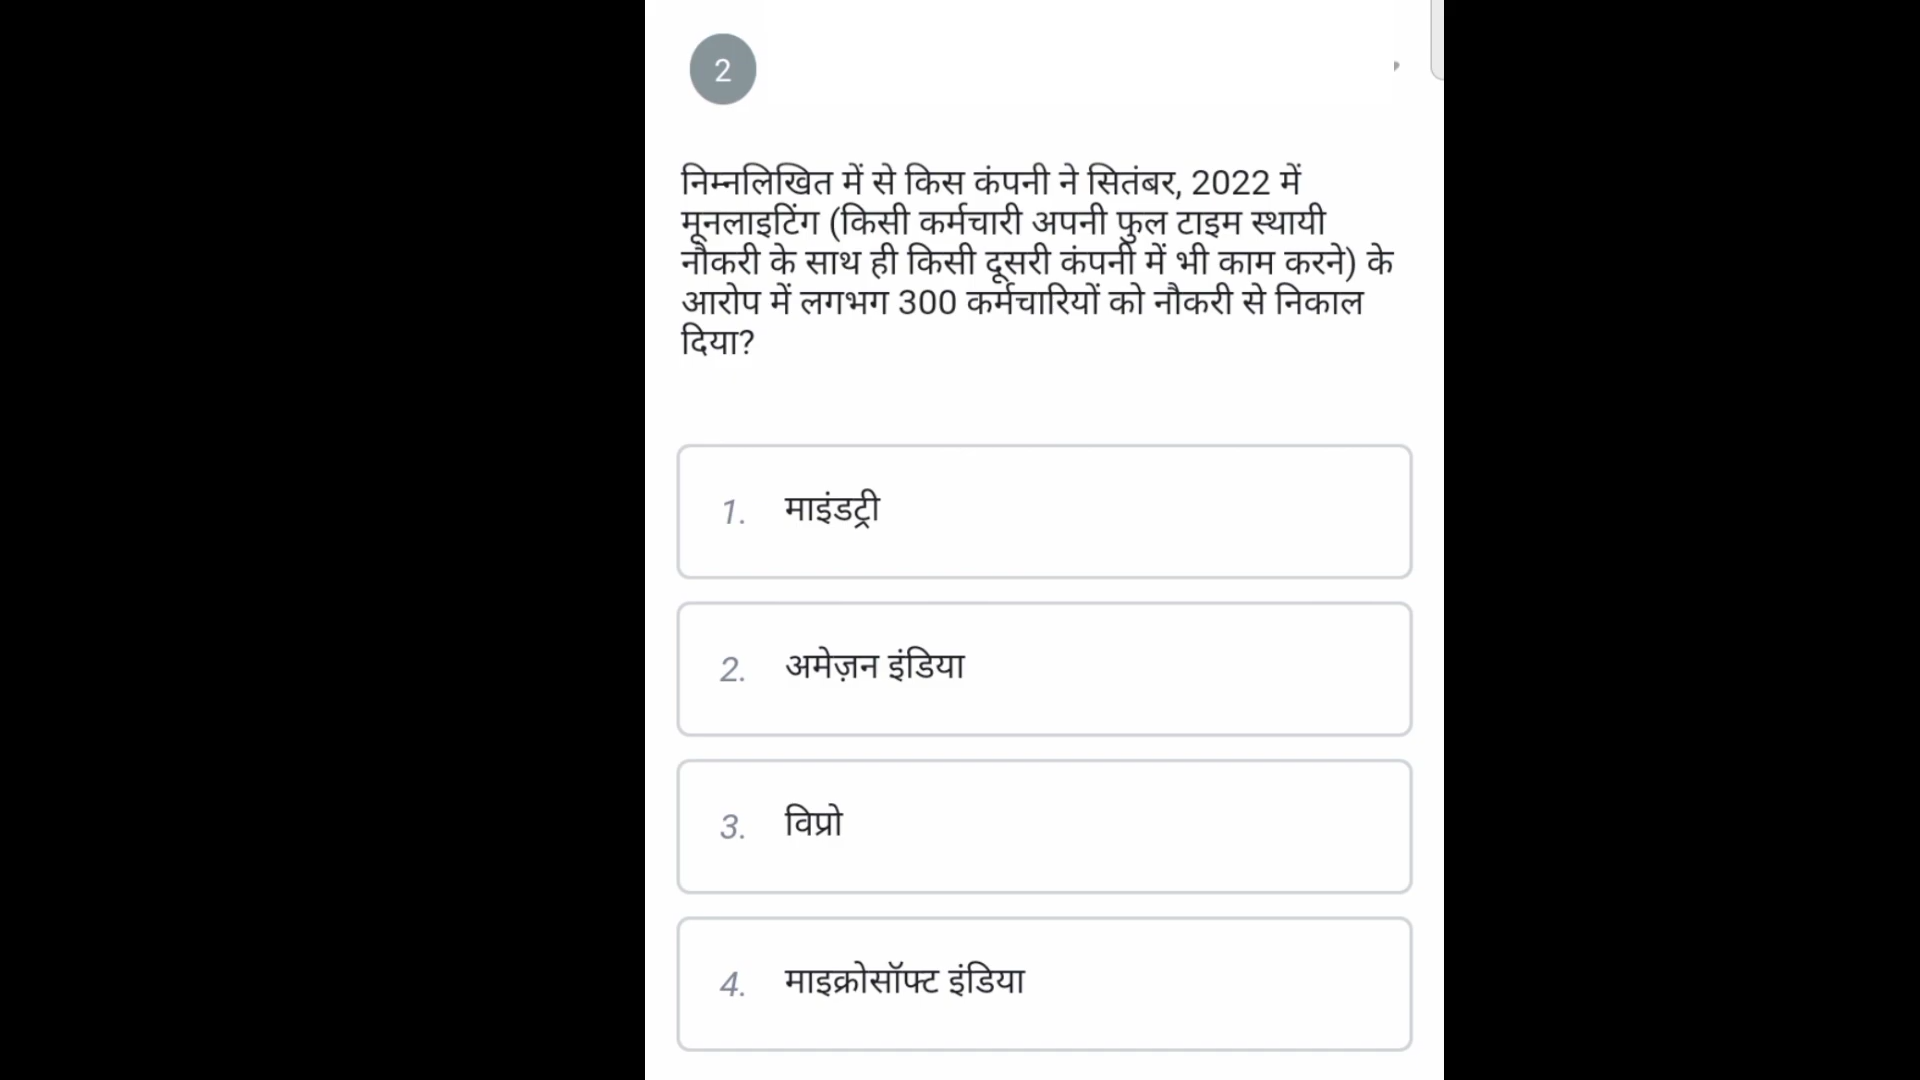 2
निम्नलिखित में से किस कंपनी ने सितंबर, 2022 में
मूनलाइटिंग (किसी कर्मचारी अपनी फुल टाइम स्थायी
नौकरी के साथ ही किसी दूसरी कंपनी में भी काम करने) के
आरोप में लगभग 300 कर्मचारियों को नौकरी से निकाल
दिया?
1. माइंडट्री
2. अमेज़न इंडिया
3. विप्रो
4. माइक्रोसॉफ्ट इंडिया